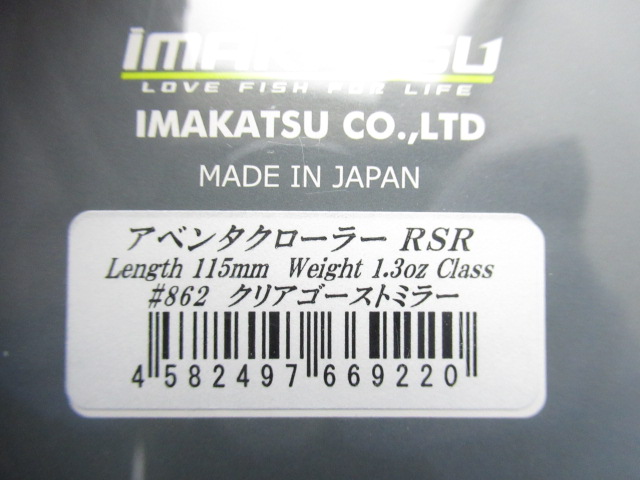 IMAKATSU
LOVE FISH FOR LIFE
IMAKATSU CO.,LTD
MADE IN JAPAN
アベンタクローラー RSR
Length 115mm Weight 1.3oz Class
#862 クリアゴーストミラー
4 582497 669220